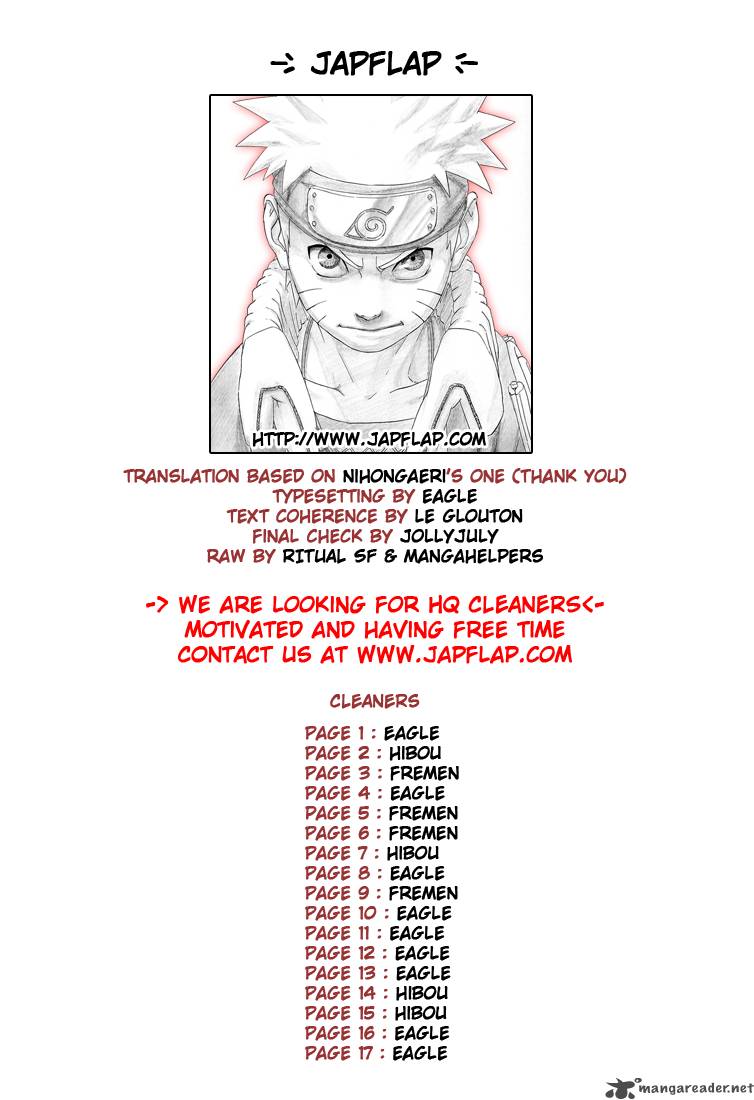 -:- JAPFLAP -:-
HTTP://WWW.JAPFLAP.COM
TRANSLATION BASED ON NIHONGAERI'S ONE (THANK YOU)
TYPESETTING BY EAGLE
TEXT COHERENCE BY LE GLOUTON
FINAL CHECK BY JOLLYJULY
RAW BY RITUAL SF & MANGAHELPERS
-> WE ARE LOOKING FOR HQ CLEANERS<-
MOTIVATED AND HAVING FREE TIME
CONTACT US AT WWW.JAPFLAP.COM
CLEANERS
PAGE 1 : EAGLE
PAGE 2 : HIBOU
PAGE 3 : FREMEN
PAGE 4 : EAGLE
PAGE 5 : FREMEN
PAGE 6 : FREMEN
PAGE 7 : HIBOU
PAGE 8 : EAGLE
PAGE 9 : FREMEN
PAGE 10 : EAGLE
PAGE 11 : EAGLE
PAGE 12 : EAGLE
PAGE 13 : EAGLE
PAGE 14 : HIBOU
PAGE 15 : HIBOU
PAGE 16 : EAGLE
PAGE 17 : EAGLE
mangareader.net